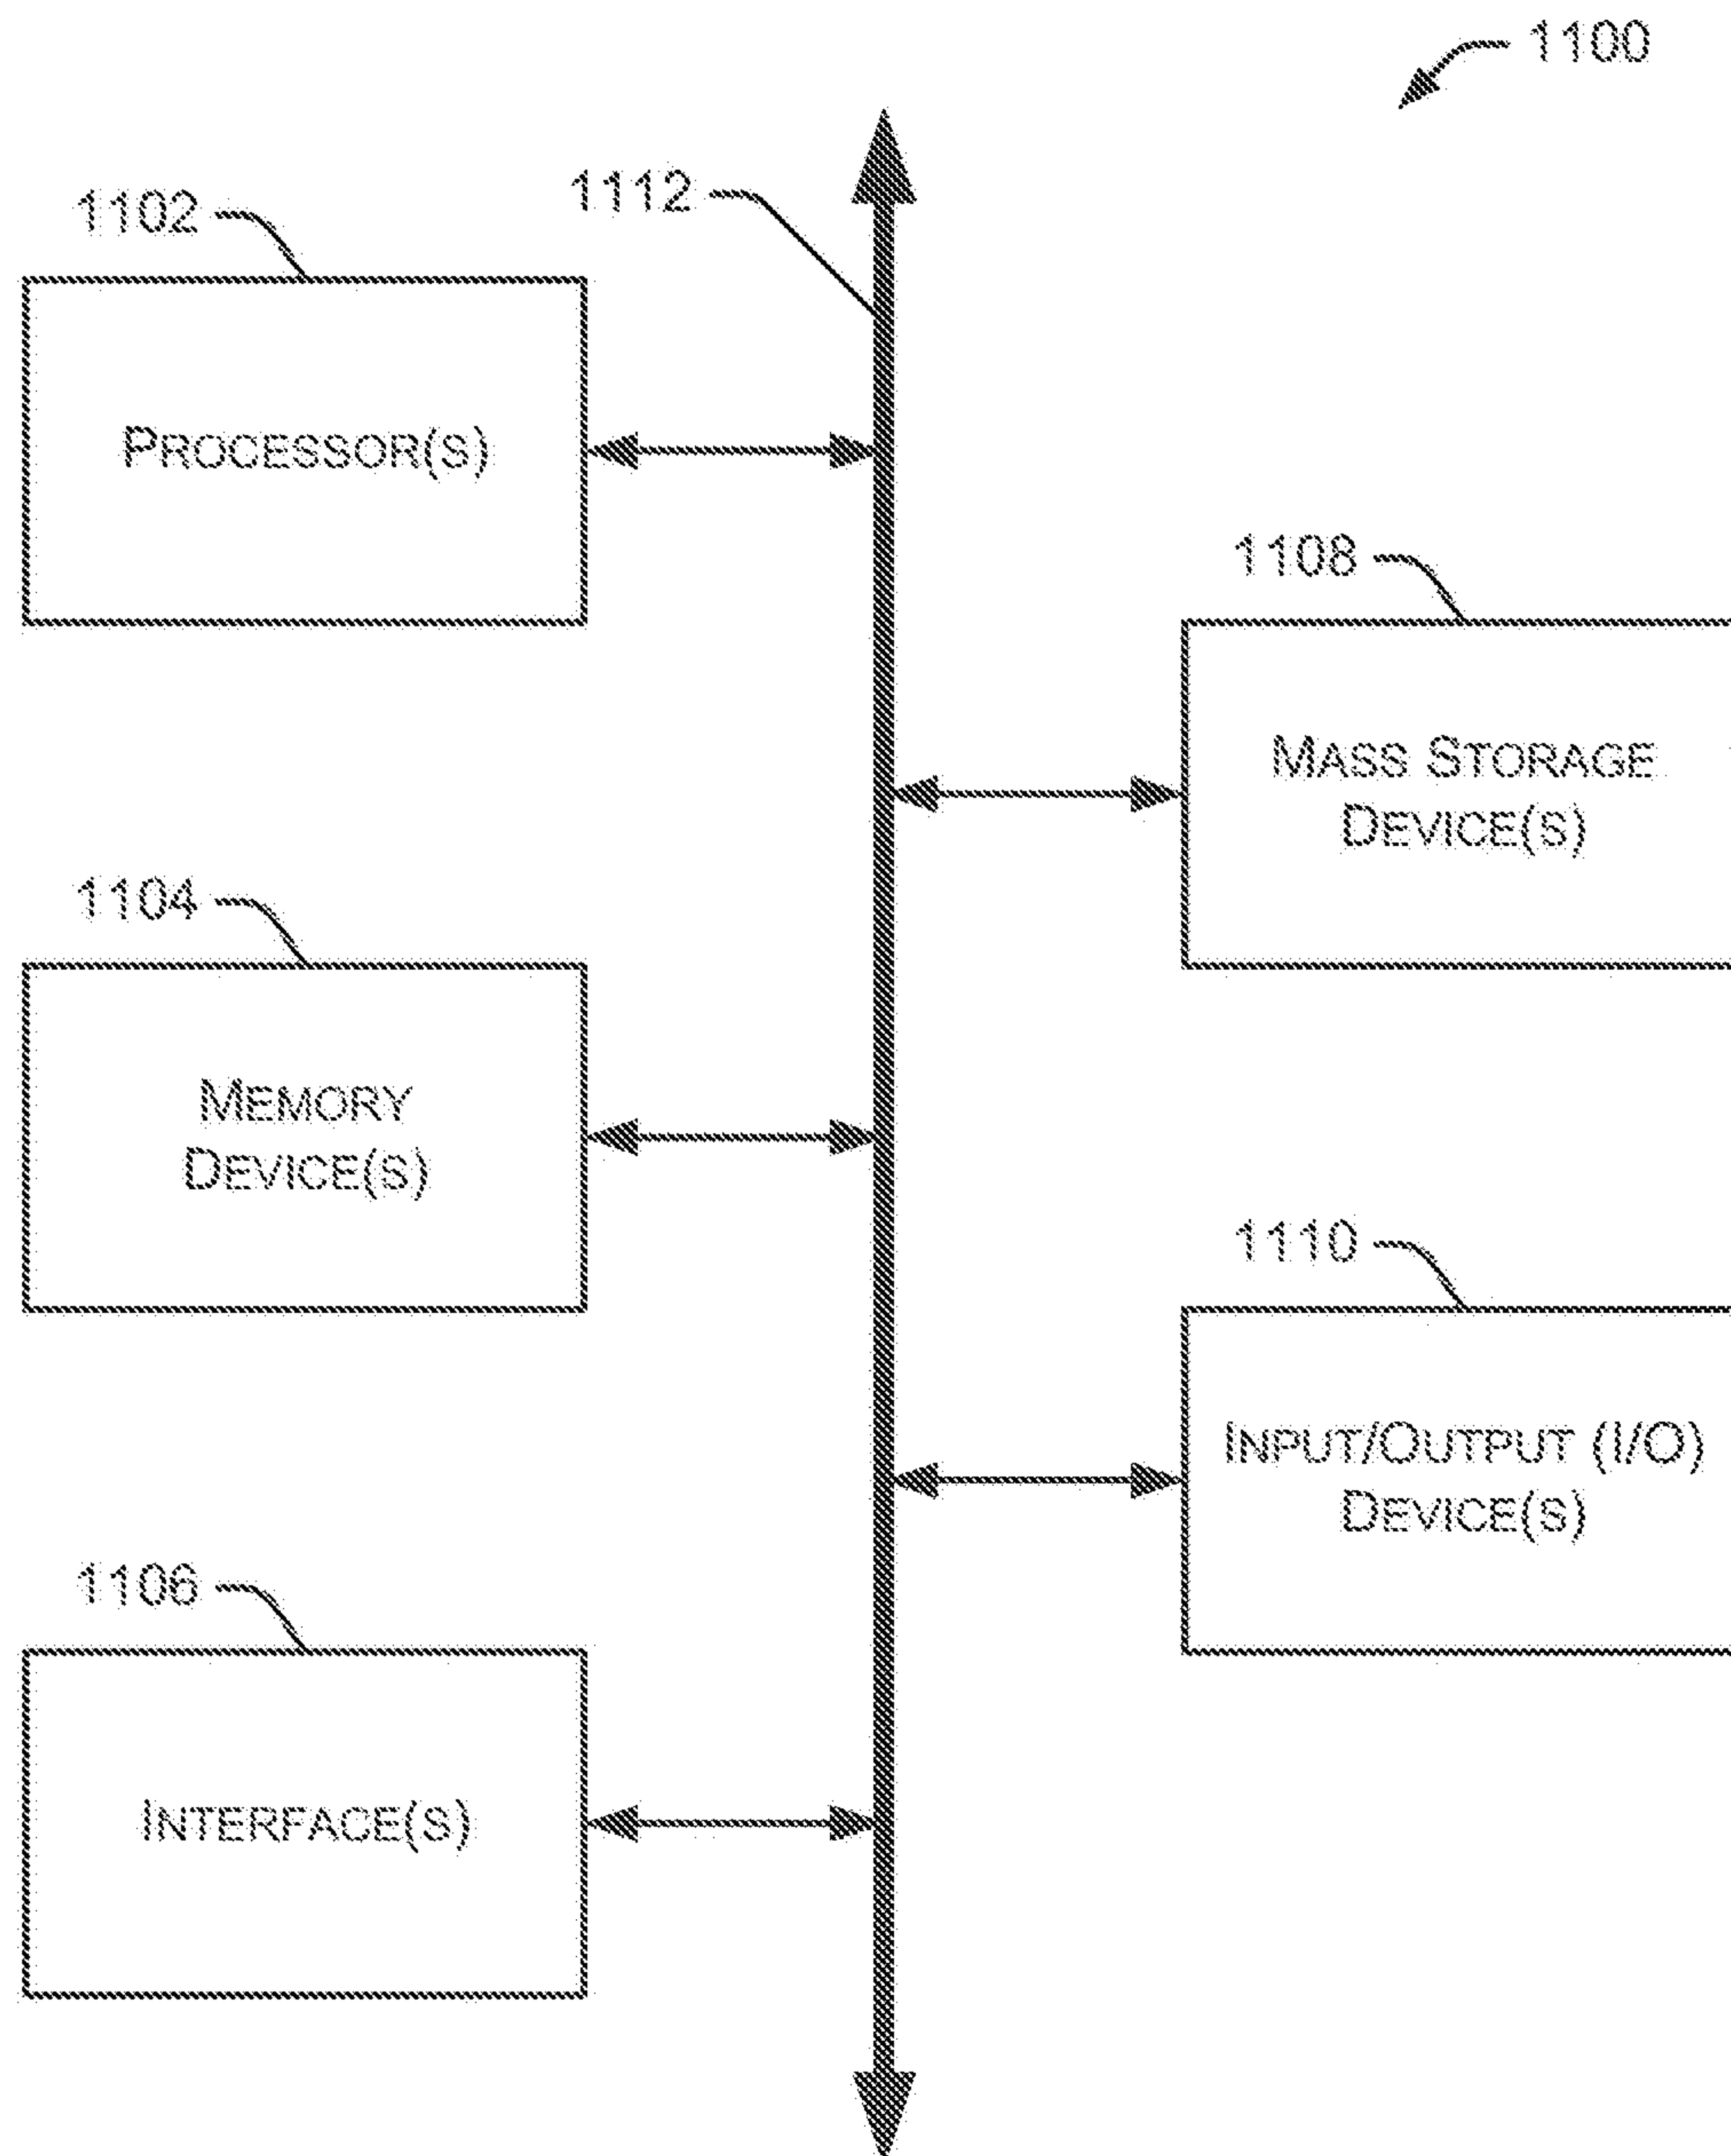 1100
1112
1102
PROCESSOR(S)
1108
MASS STORAGE
DEVICE(S)
1104
MEMORY
DEVICE(S)
1110
INPUT/OUTPUT (I/O)
DEVICE(S)
1106
INTERFACE(S)